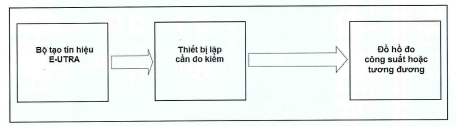 Bộ tạo tín hiệu
E-UTRA
Thiết bị lặp
cần đo kiểm
Đồ hồ đo
công suất hoặc
tương đương